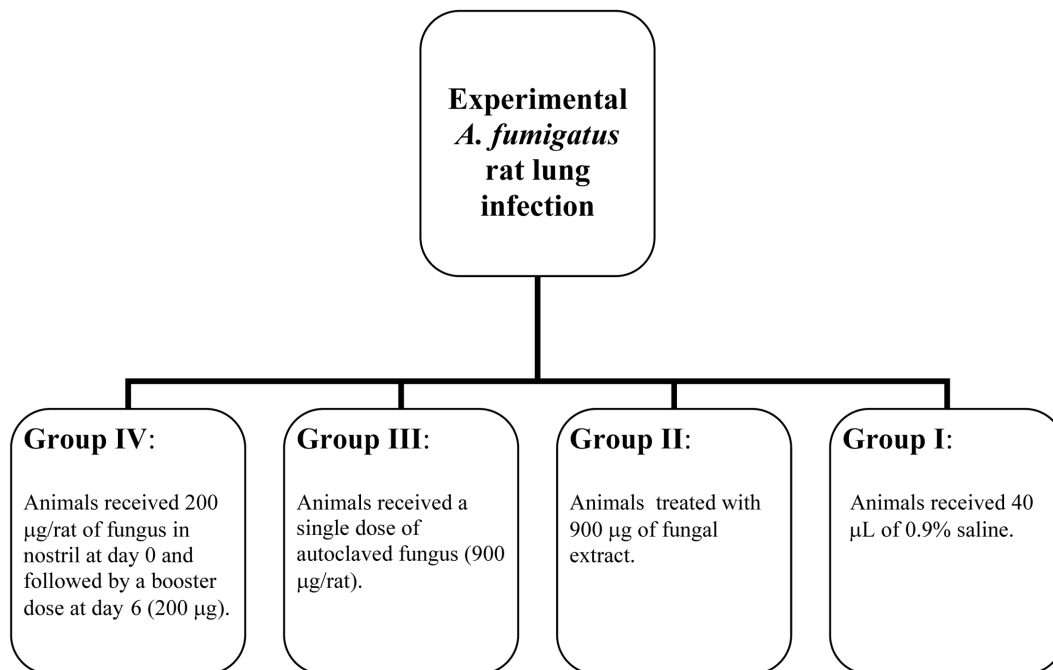 Experimental
A. fumigatus
rat lung
infection
Group IV:
Animals received 200
μg/rat of fungus in
nostril at day 0 and
followed by a booster
dose at day 6 (200 μg).
Group III:
Animals received a
single dose of
autoclaved fungus (900
μg/rat).
Group II:
Animals treated with
900 μg of fungal
extract.
Group I:
Animals received 40
μL of 0.9% saline.